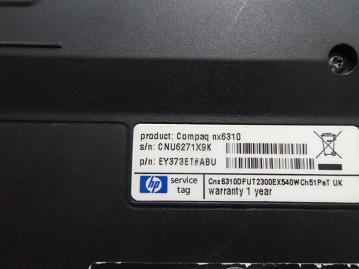 product: Compaq nx6310
s/n: CNU6271X9K
p/n: EY373ET#ABU
hp service tag
Cnx6310DFUT2300EX540WCh51PaT UK
warranty 1 year